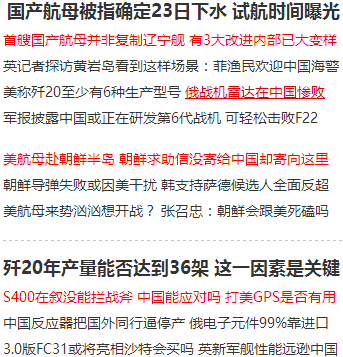 国产航母被指确定23日下水 试航时间曝光
首艘国产航母并非复制辽宁舰 有3大改进内部已大变样
英记者探访黄岩岛看到这样场景：菲渔民欢迎中国海警
美称歼20至少有6种生产型号 俄战机雷达在中国惨败
军报披露中国或正在研发第6代战机 可轻松击败F22
美航母赴朝鲜半岛 朝鲜求助信没寄给中国却寄向这里
朝鲜导弹失败或因美干扰 韩支持萨德候选人全面反超
美航母来势汹汹想开战？ 张召忠：朝鲜会跟美死磕吗
歼20年产量能否达到36架 这一因素是关键
S400在叙没能拦战斧 中国能应对吗 打美GPS是否有用
中国反应器把国外同行逼停产 俄电子元件99%靠进口
3.0版FC31或将亮相沙特会买吗 英新军舰性能远逊中国